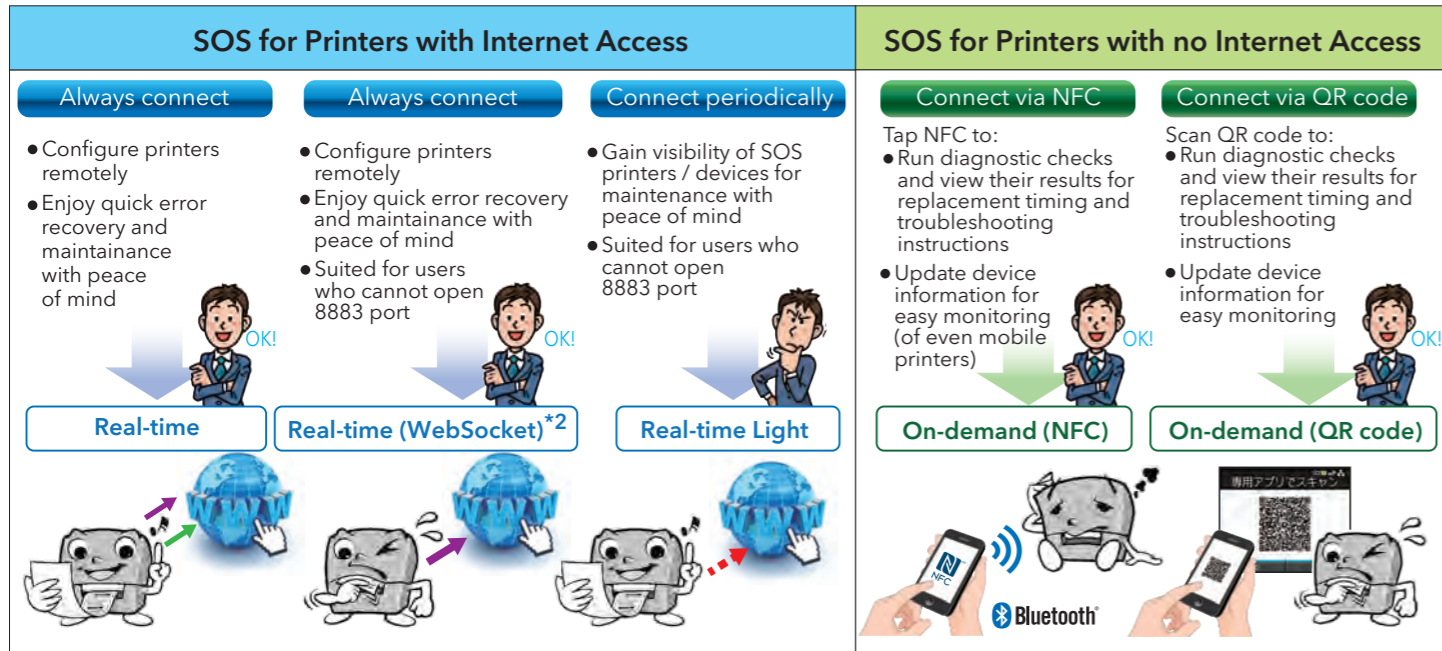 SOS for Printers with Internet Access
SOS for Printers with no Internet Access
Always connect
● Configure printers
remotely
● Enjoy quick error
recovery and
maintainance
with peace
of mind
OK!
Real-time
Always connect
● Configure printers
remotely
● Enjoy quick error recovery
and maintainance with
peace of mind
● Suited for users
who cannot open
8883 port
OK!
Real-time (WebSocket)*2
Connect periodically
● Gain visibility of SOS
printers / devices for
maintenance with
peace of mind
● Suited for users who
cannot open
8883 port
Real-time Light
Connect via NFC
Tap NFC to:
● Run diagnostic checks
and view their results for
replacement timing and
troubleshooting
instructions
● Update device
information for
easy monitoring
(of even mobile
printers)
OK!
On-demand (NFC)
Connect via QR code
Scan QR code to:
● Run diagnostic checks
and view their results for
replacement timing and
troubleshooting
instructions
● Update device
information for
easy monitoring
OK!
On-demand (QR code)
WWW
WWW
WWW
N
NFC
Bluetooth®
専用アプリでスキャン